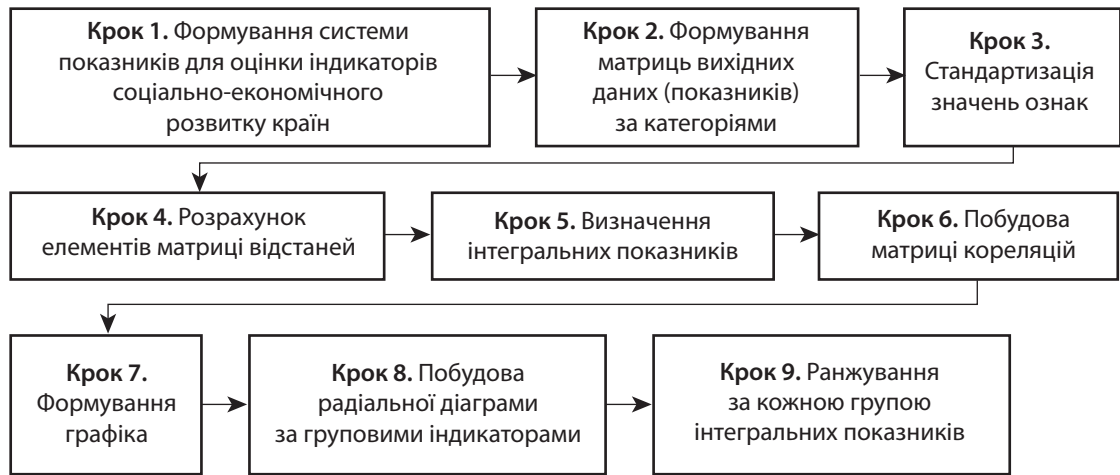 Крок 1. Формування системи
показників для оцінки індикаторів
соціально-економічного
розвитку країн
Крок 2. Формування
матриць вихідних
даних (показників)
за категоріями
Крок 3.
Стандартизація
значень ознак
Крок 4. Розрахунок
елементів матриці відстаней
Крок 5. Визначення
інтегральних показників
Крок 6. Побудова
матриці кореляцій
Крок 7.
Формування
графіка
Крок 8. Побудова
радіальної діаграми
за груповими індикаторами
Крок 9. Ранжування
за кожною групою
інтегральних показників